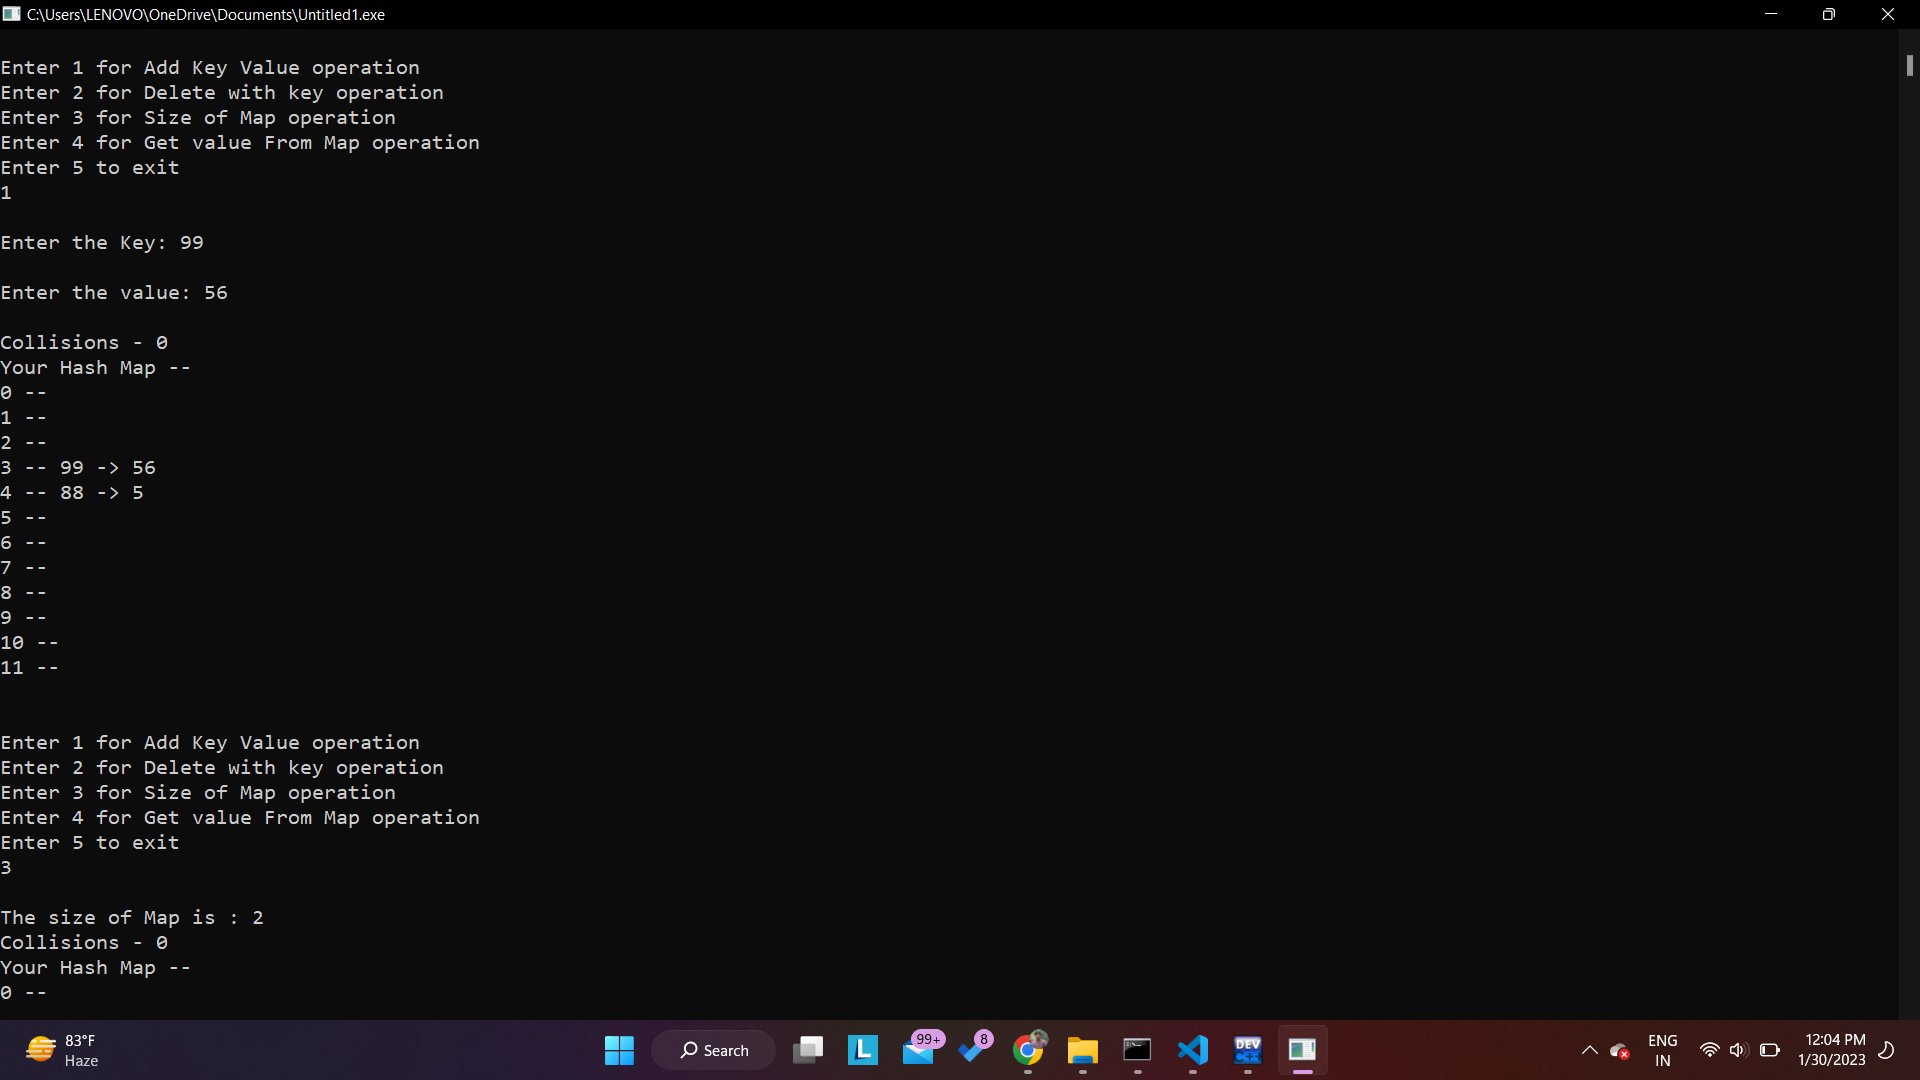 C:\Users\LENOVO\OneDrive\Documents\Untitled1.exe
Enter 1 for Add Key Value operation
Enter 2 for Delete with key operation
Enter 3 for Size of Map operation
Enter 4 for Get value From Map operation
Enter 5 to exit
1
Enter the Key: 99
Enter the value: 56
Collisions - 0
Your Hash Map --
0 --
1 --
2 --
3 -- 99 -> 56
4 -- 88 -> 5
5 --
6 --
7 --
8 --
9 --
10 --
11 --
Enter 1 for Add Key Value operation
Enter 2 for Delete with key operation
Enter 3 for Size of Map operation
Enter 4 for Get value From Map operation
Enter 5 to exit
3
The size of Map is : 2
Collisions - 0
Your Hash Map --
0 --
83°F
Haze
Search
L
99+
8
DEV
C++
ENG
IN
12:04 PM
1/30/2023